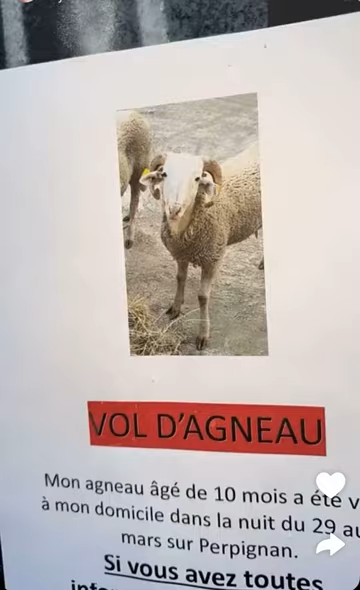 VOL D'AGNEAU
Mon agneau âgé de 10 mois a été
à mon domicile dans la nuit du 29
mars sur Perpignan.
Si vous avez toutes